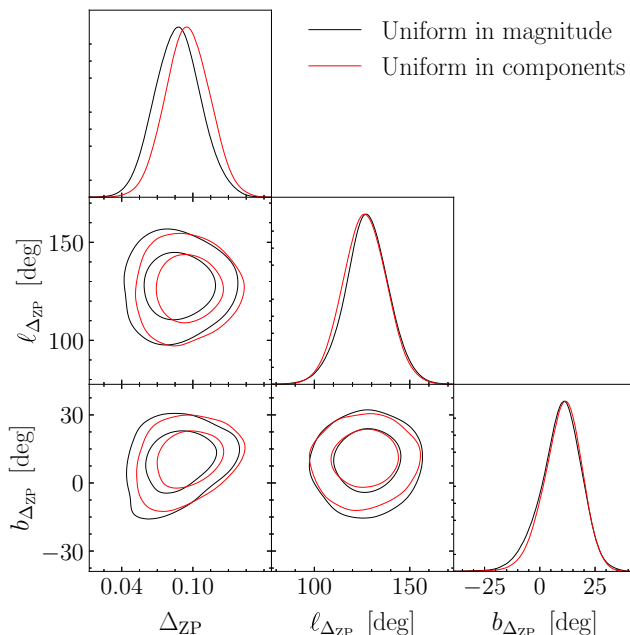 Uniform in magnitude
Uniform in components
150
100
ℓ_{Δ_{ZP}} [deg]
30
0
−30
b_{Δ_{ZP}} [deg]
0.04 0.10
100 150
−25 0 25
Δ_{ZP}
ℓ_{Δ_{ZP}} [deg]
b_{Δ_{ZP}} [deg]